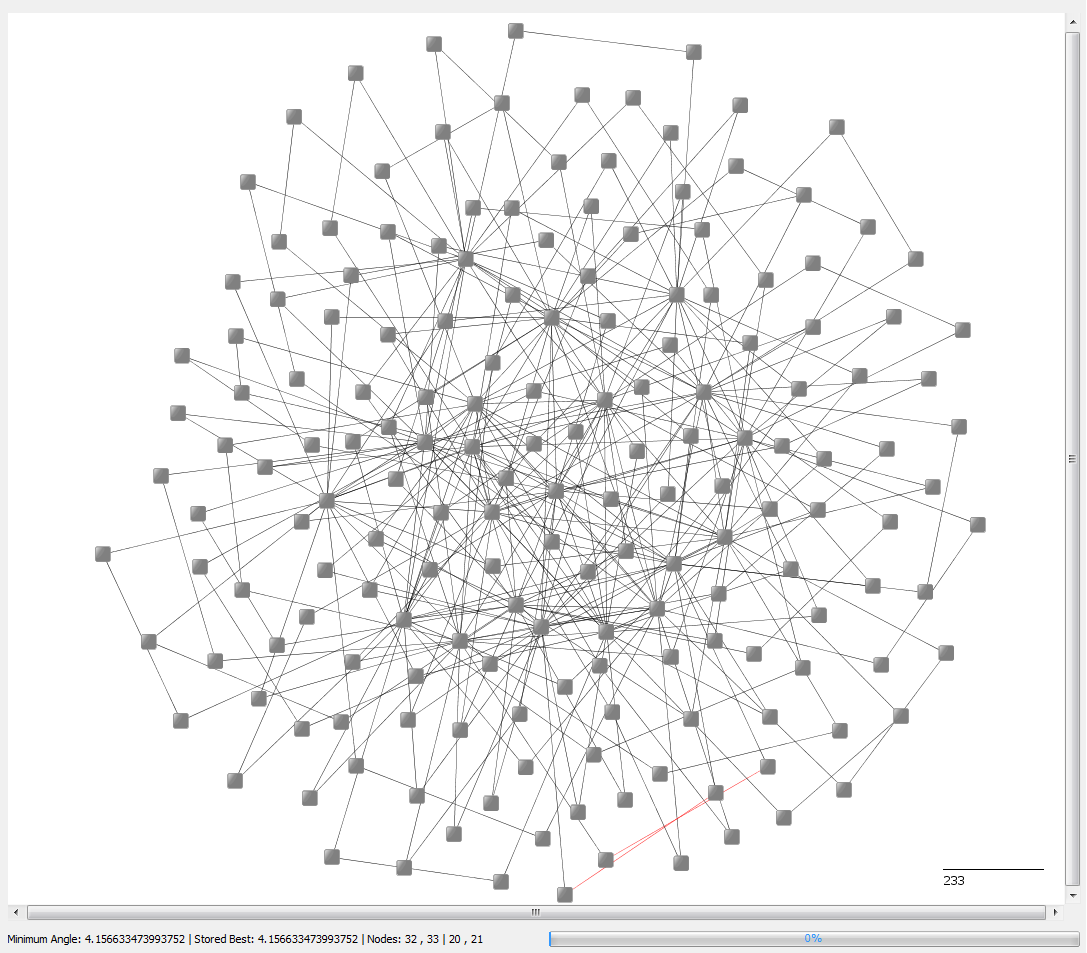 233
Minimum Angle: 4.156633473993752 | Stored Best: 4.156633473993752 | Nodes: 32 , 33 | 20 , 21
0%